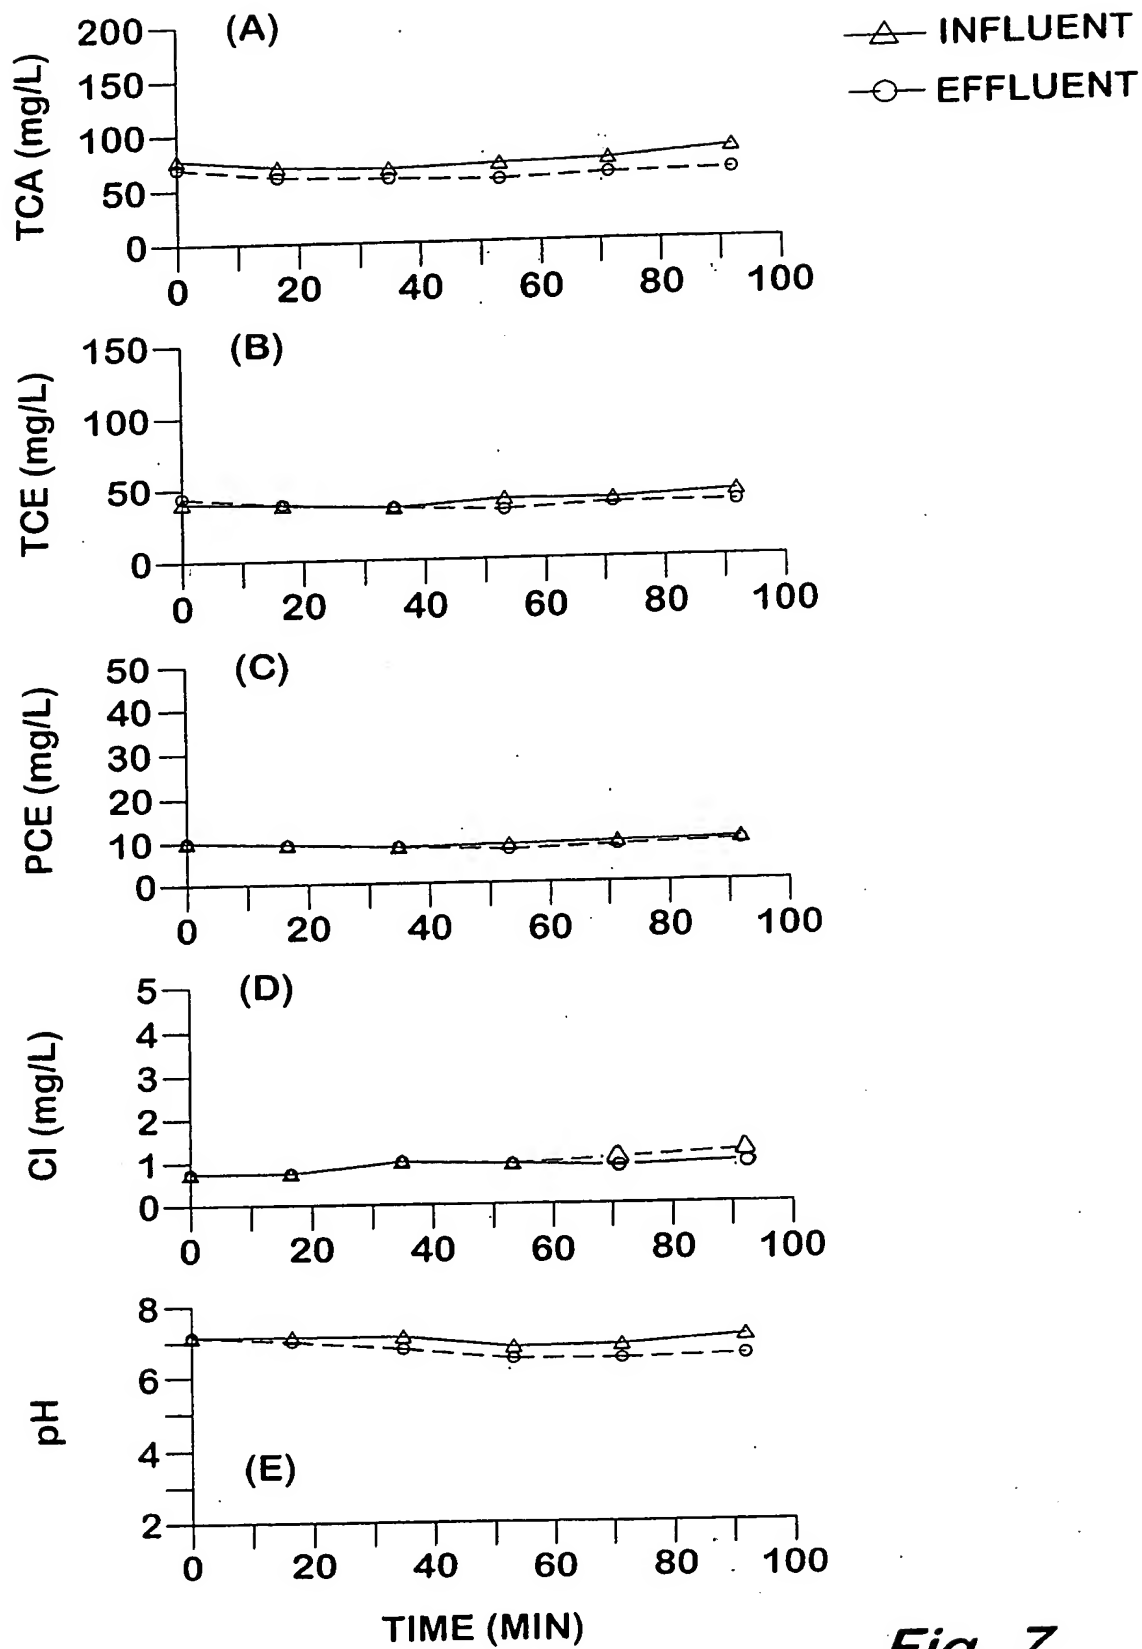 (A)
INFLUENT
EFFLUENT
TCA (mg/L)
200
150
100
50
0
0 20 40 60 80 100
(B)
TCE (mg/L)
150
100
50
0
0 20 40 60 80 100
(C)
PCE (mg/L)
50
40
30
20
10
0
0 20 40 60 80 100
(D)
Cl (mg/L)
5
4
3
2
1
0
0 20 40 60 80 100
(E)
pH
8
6
4
2
0 20 40 60 80 100
TIME (MIN)
Fig. 7